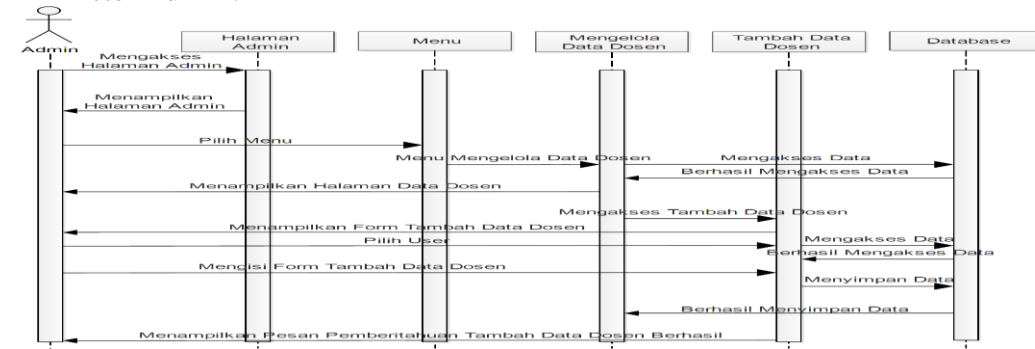 Admin
Halaman
Admin
Menu
Mengelola
Data Dosen
Tambah Data
Dosen
Database
Mengakses
Halaman Admin
Menampilkan
Halaman Admin
Pilih Menu
Menu Mengelola Data Dosen
Mengakses Data
Berhasil Mengakses Data
Menampilkan Halaman Data Dosen
Mengakses Tambah Data Dosen
Menampilkan Form Tambah Data Dosen
Pilih User
Mengakses Data
Berhasil Mengakses Data
Mengisi Form Tambah Data Dosen
Menyimpan Data
Berhasil Menyimpan Data
Menampilkan Pesan Pemberitahuan Tambah Data Dosen Berhasil